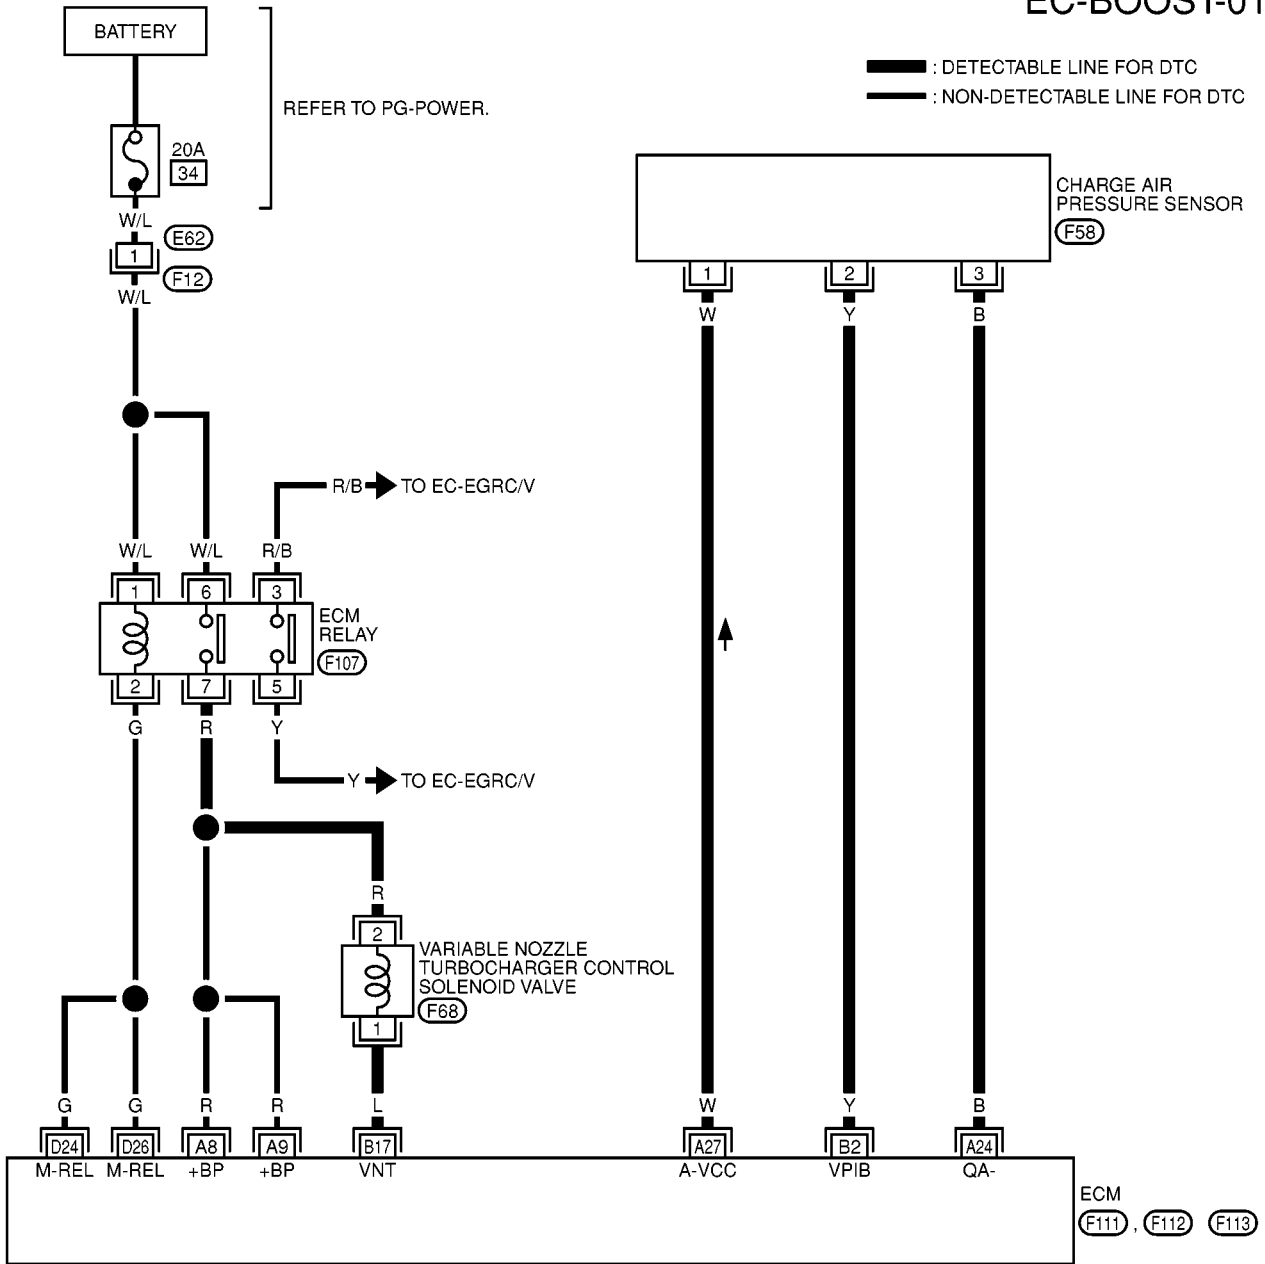 EC-BOOST-01
BATTERY
: DETECTABLE LINE FOR DTC
: NON-DETECTABLE LINE FOR DTC
REFER TO PG-POWER.
20A
34
CHARGE AIR
PRESSURE SENSOR
F58
W/L
E62
1
F12
W/L
1 2 3
W Y B
R/B TO EC-EGRC/V
W/L W/L R/B
1 6 3
ECM
RELAY
F107
2 7 5
G R Y
Y TO EC-EGRC/V
R
2
VARIABLE NOZZLE
TURBOCHARGER CONTROL
SOLENOID VALVE
F68
1
G G R R L W Y B
D24 D26 A8 A9 B17 A27 B2 A24
M-REL M-REL +BP +BP VNT A-VCC VPIB QA-
ECM
F111 , F112 F113